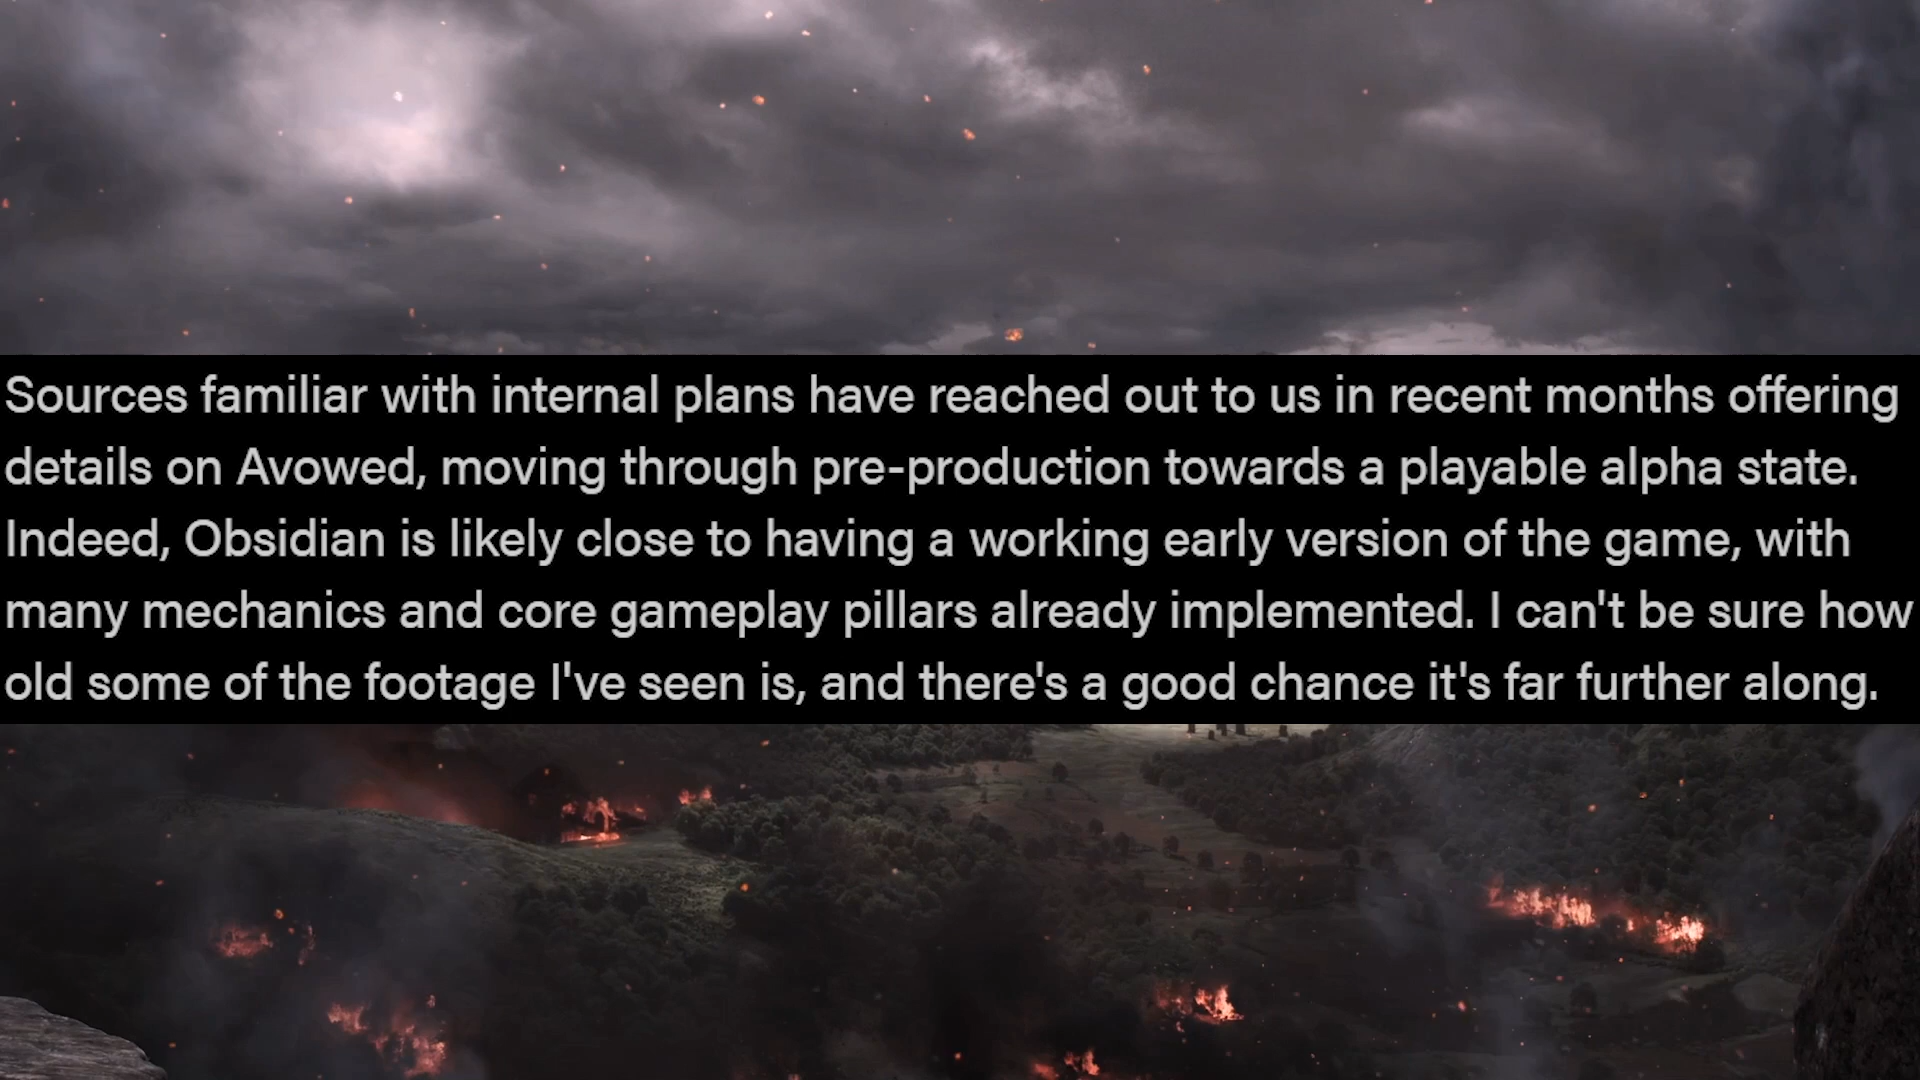 Sources familiar with internal plans have reached out to us in recent months offering
details on Avowed, moving through pre-production towards a playable alpha state.
Indeed, Obsidian is likely close to having a working early version of the game, with
many mechanics and core gameplay pillars already implemented. I can't be sure how
old some of the footage I've seen is, and there's a good chance it's far further along.